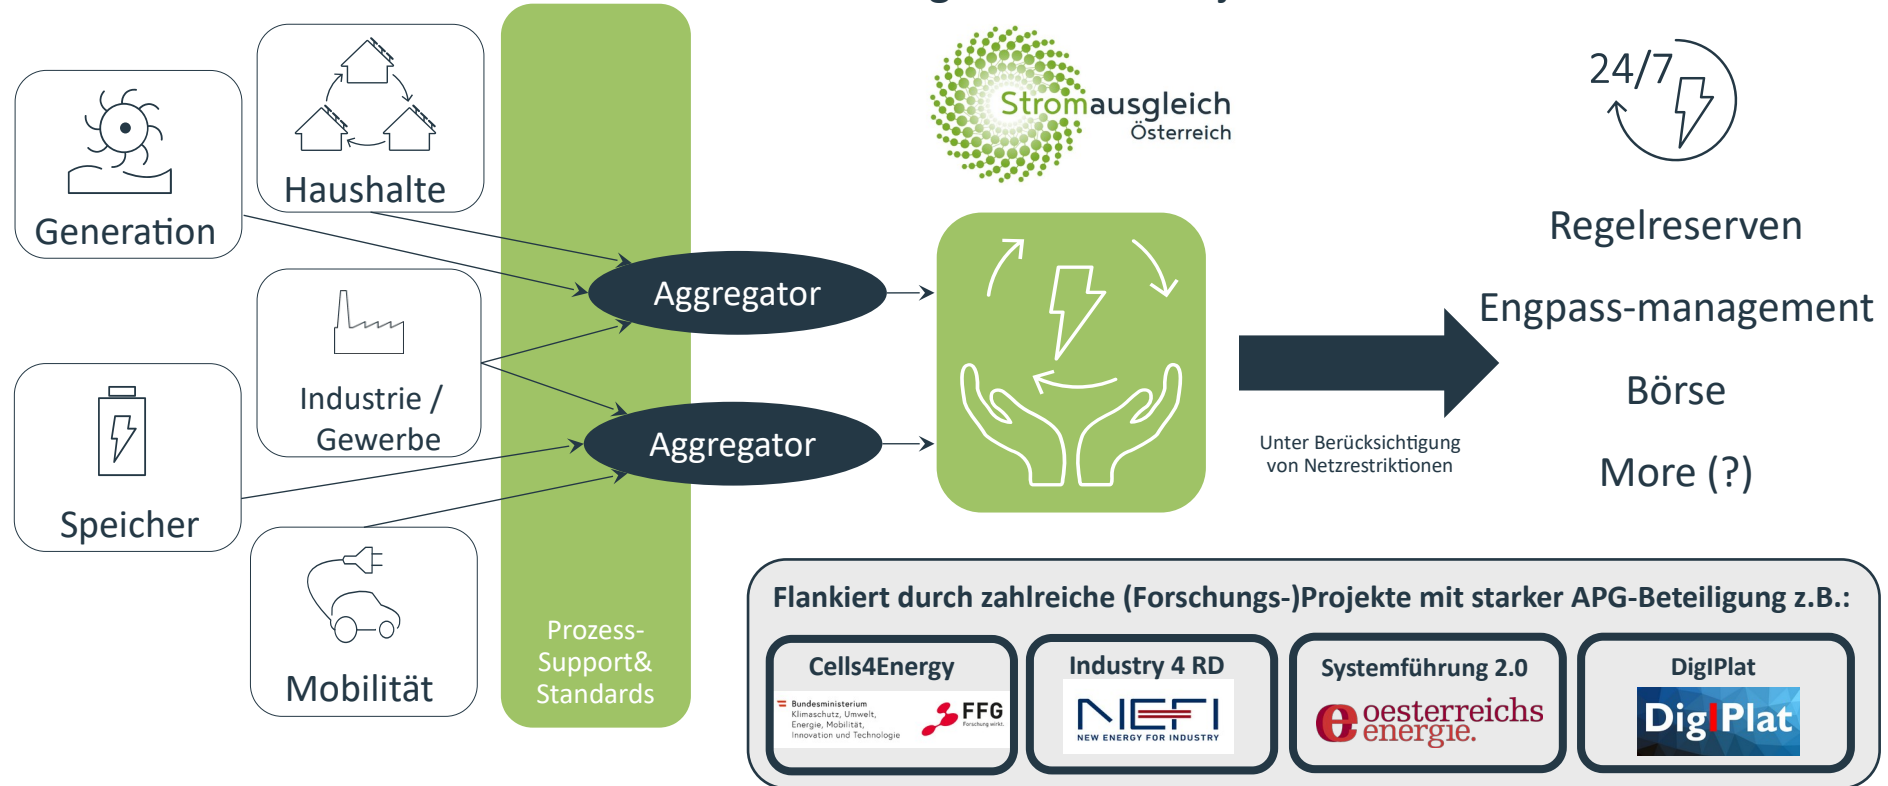 Stromausgleich
Österreich
24/7
Haushalte
Generation
Industrie /
Gewerbe
Speicher
Mobilität
Prozess-
Support&
Standards
Aggregator
Aggregator
Unter Berücksichtigung
von Netzrestriktionen
Regelreserven
Engpass-management
Börse
More (?)
Flankiert durch zahlreiche (Forschungs-)Projekte mit starker APG-Beteiligung z.B.:
Cells4Energy
Bundesministerium
Klimaschutz, Umwelt,
Energie, Mobilität,
Innovation und Technologie
FFG
Forschung wirkt.
Industry 4 RD
NEFI
NEW ENERGY FOR INDUSTRY
Systemführung 2.0
oesterreichs
energie.
DigIPlat
DigIPlat